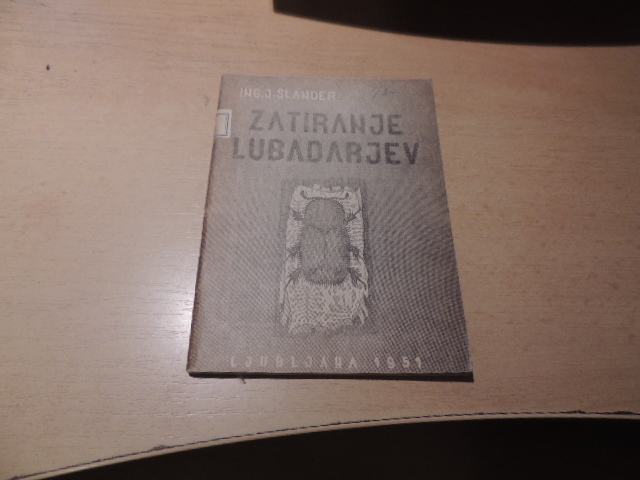 ING.J.ŠLANDER
ZATIRANJE
LUBADARJEV
LJUBLJANA 1951